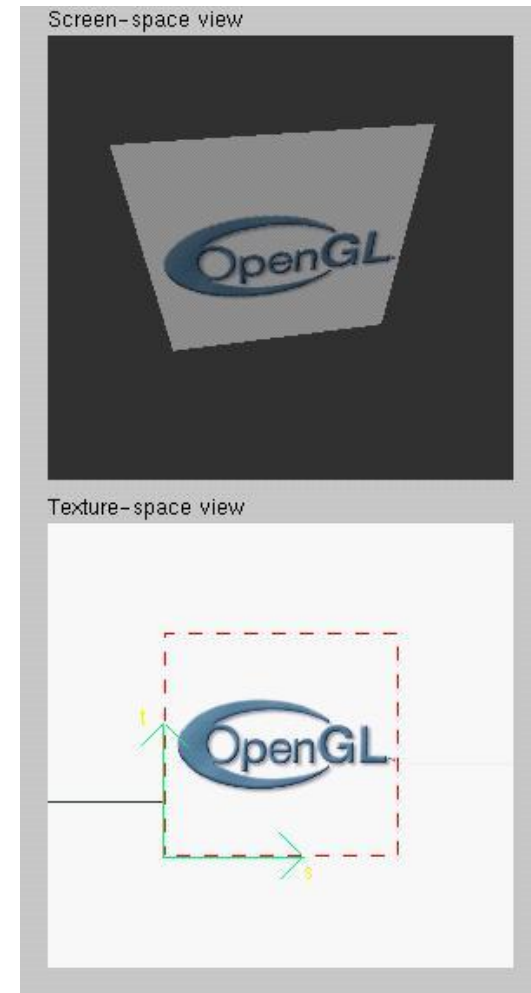 Screen-space view
OpenGL
Texture-space view
t
OpenGL
s